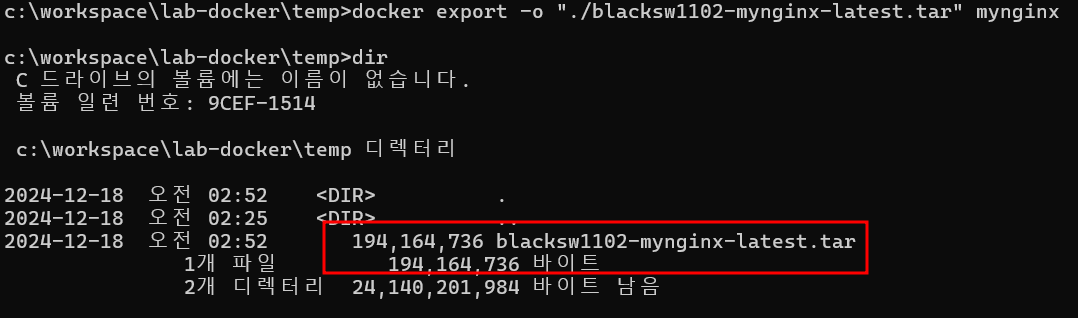 c:\workspace\lab-docker\temp>docker export -o "./blacksw1102-mynginx-latest.tar" mynginx
c:\workspace\lab-docker\temp>dir
C 드라이브의 볼륨에는 이름이 없습니다.
볼륨 일련 번호: 9CEF-1514
c:\workspace\lab-docker\temp 디렉터리
2024-12-18 오전 02:52 <DIR> .
2024-12-18 오전 02:25 <DIR> ..
2024-12-18 오전 02:52 194,164,736 blacksw1102-mynginx-latest.tar
1개 파일 194,164,736 바이트
2개 디렉터리 24,140,201,984 바이트 남음